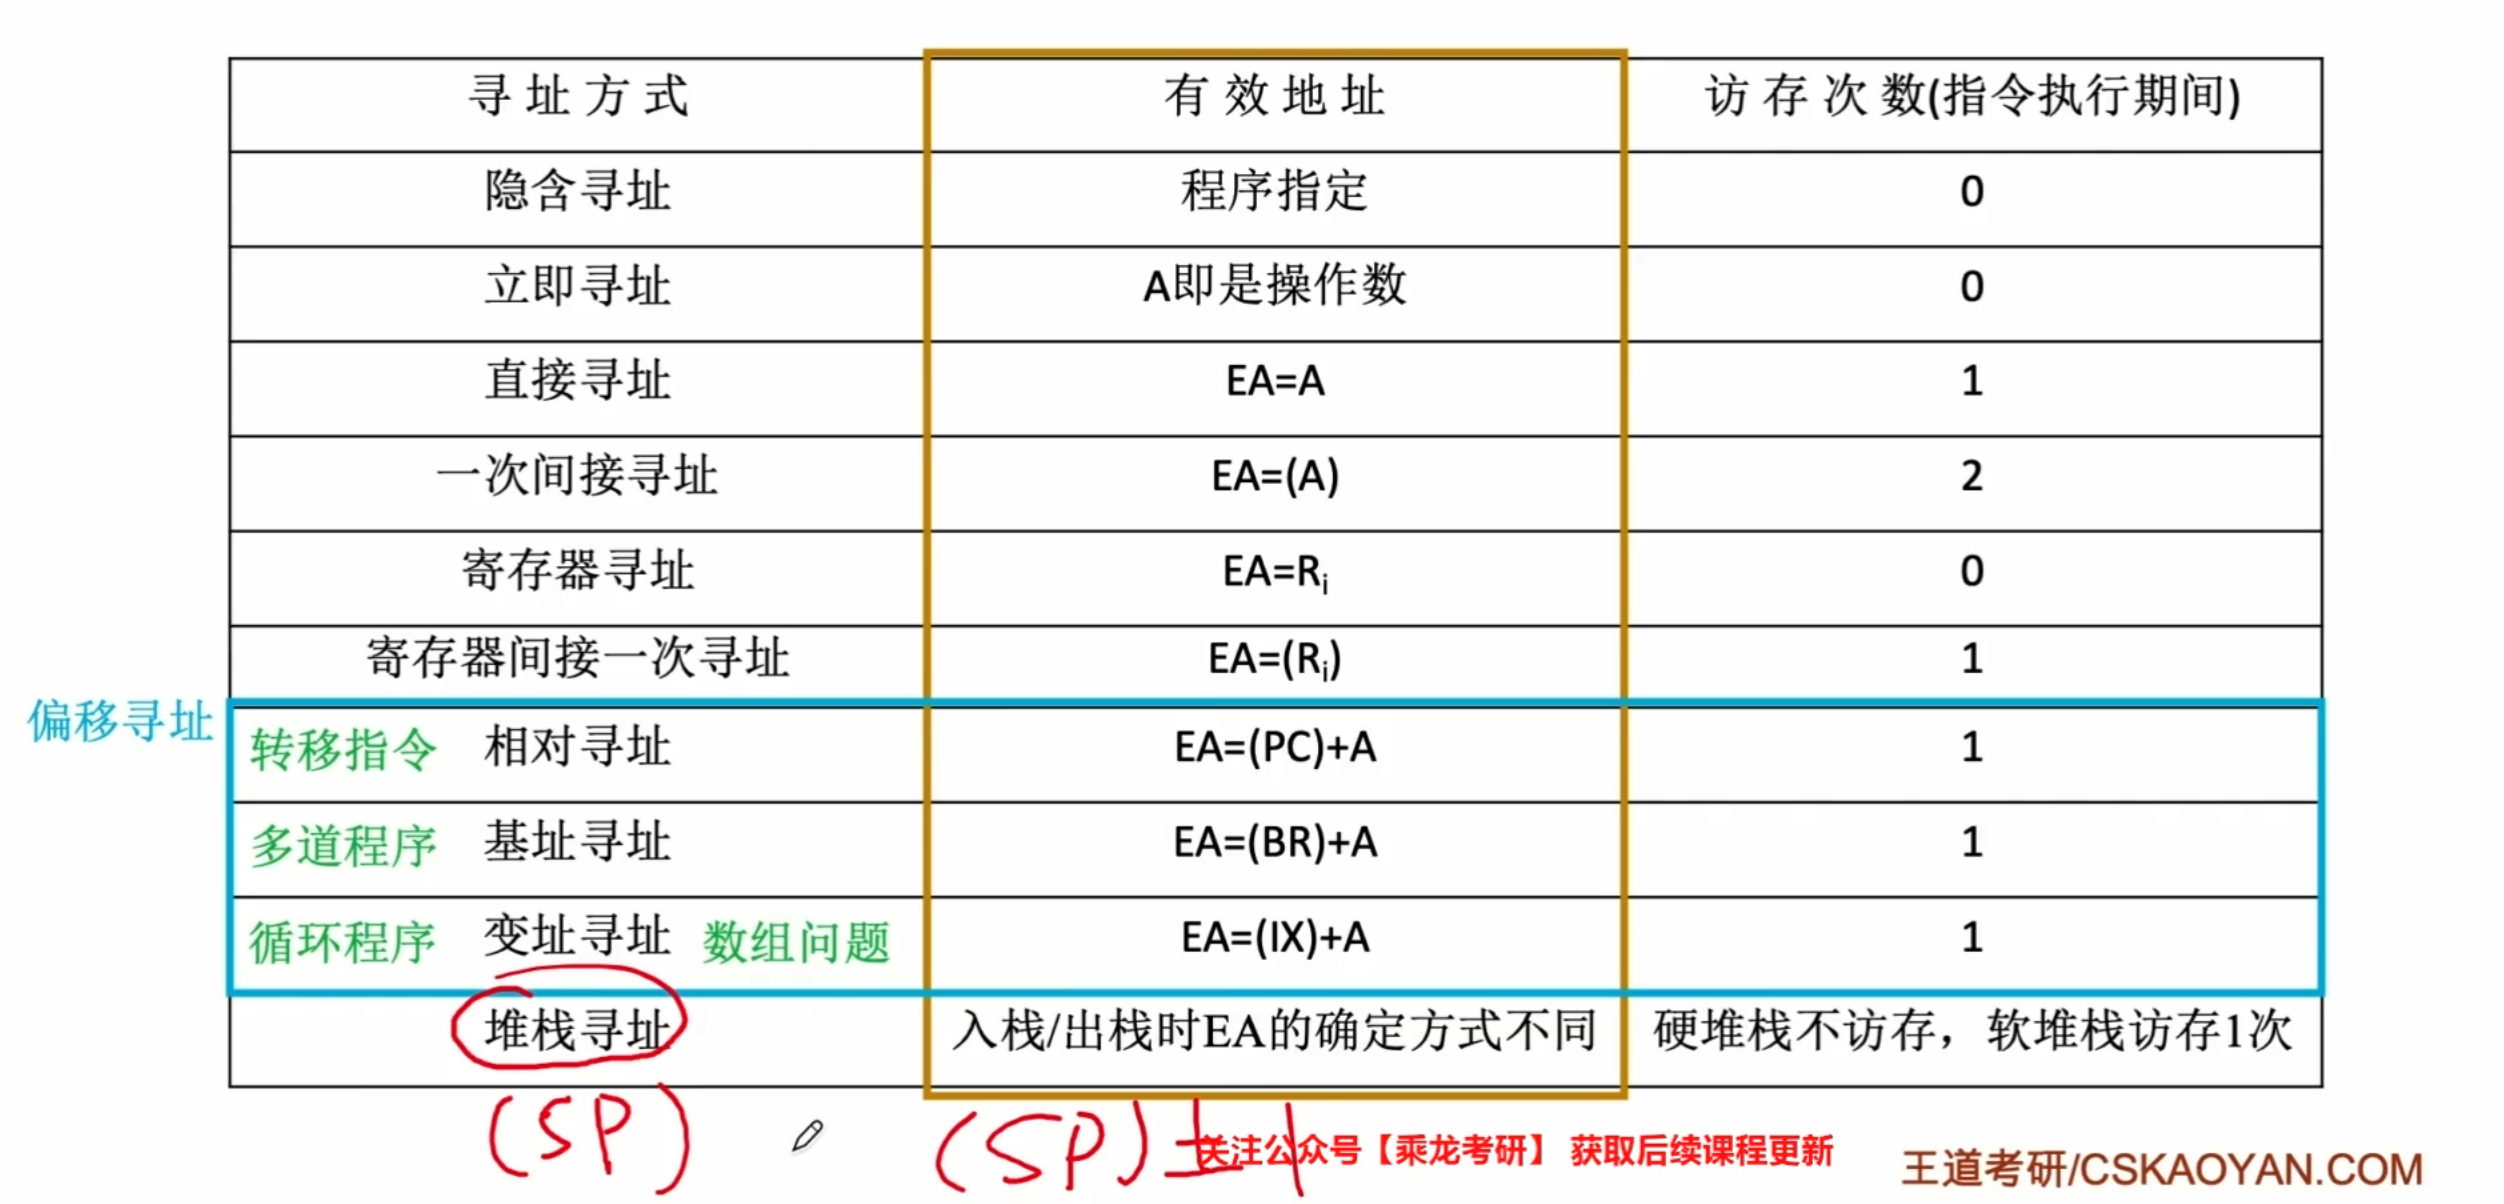 寻址方式 有效地址 访存次数(指令执行期间)
隐含寻址 程序指定 0
立即寻址 A即是操作数 0
直接寻址 EA=A 1
一次间接寻址 EA=(A) 2
寄存器寻址 EA=Ri 0
寄存器间接一次寻址 EA=(Ri) 1
偏移寻址
转移指令 相对寻址 EA=(PC)+A 1
多道程序 基址寻址 EA=(BR)+A 1
循环程序 变址寻址 数组问题 EA=(IX)+A 1
堆栈寻址 入栈/出栈时EA的确定方式不同 硬堆栈不访存，软堆栈访存1次
(SP) (SP)±1
关注公众号【乘龙考研】 获取后续课程更新
王道考研/CSKAOYAN.COM